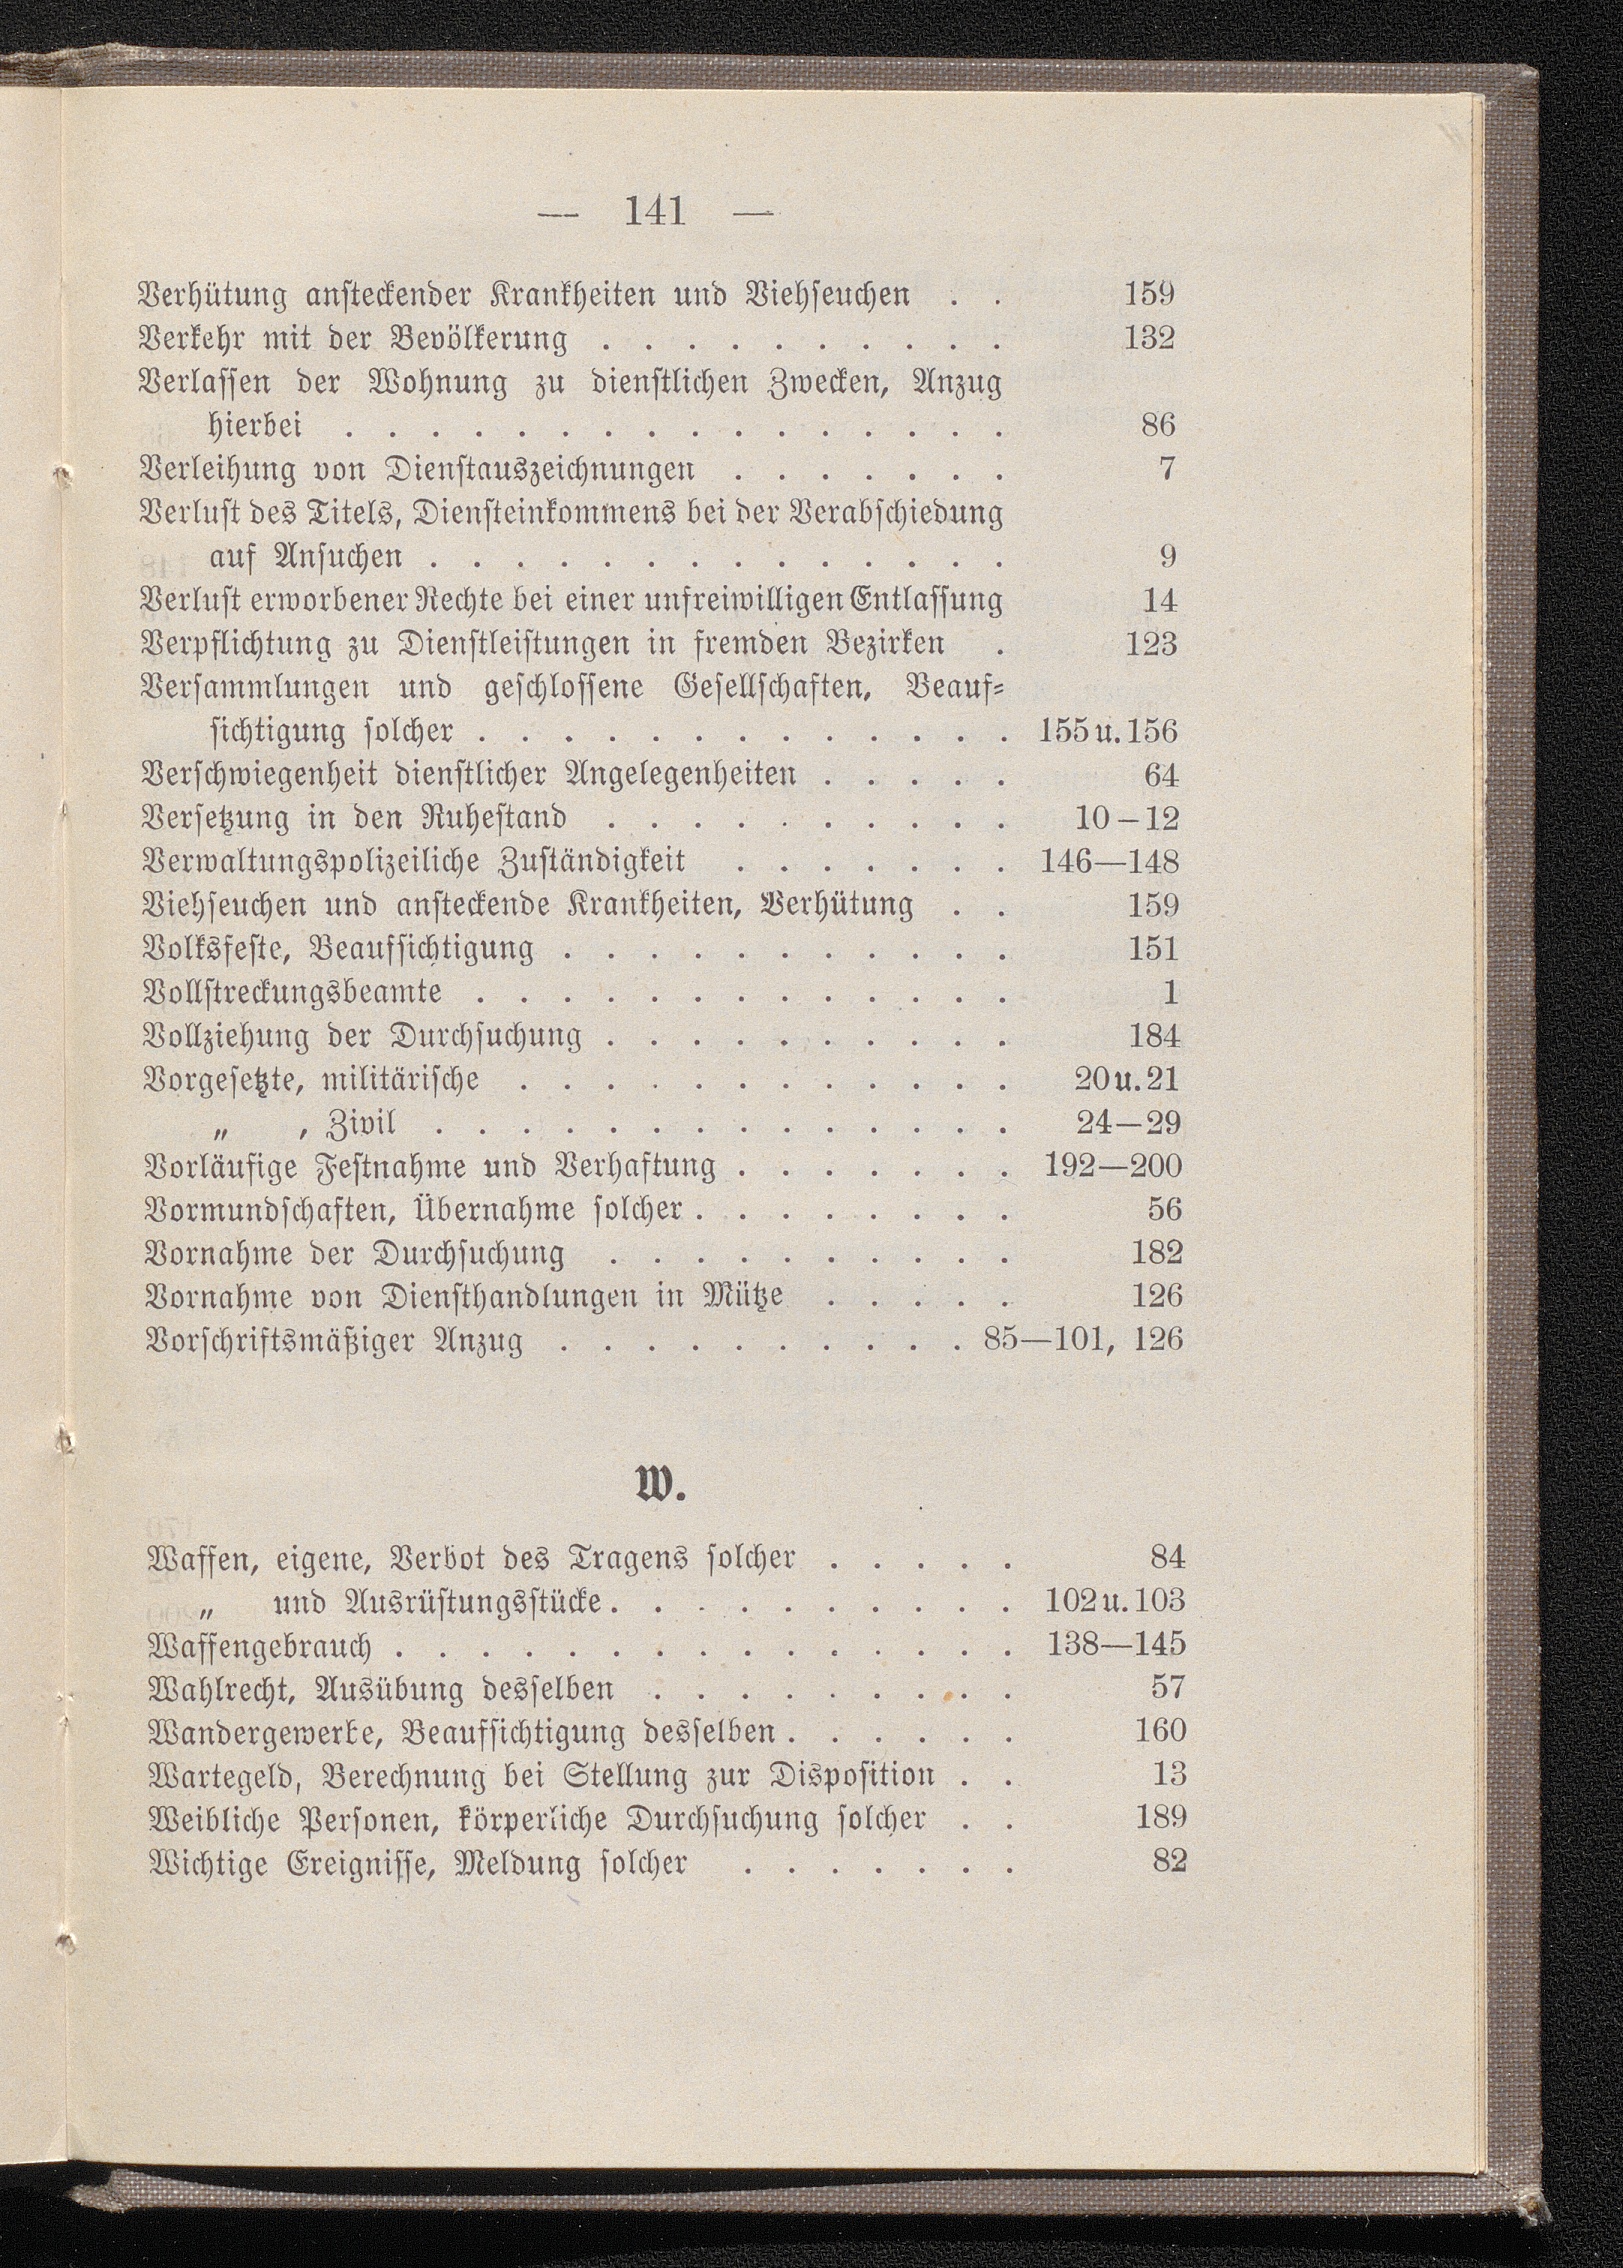 — 141 —
Verhütung ansteckender Krankheiten und Viehseuchen . . 159
Verkehr mit der Bevölkerung . . . . . . . . . . 132
Verlassen der Wohnung zu dienstlichen Zwecken, Anzug
hierbei . . . . . . . . . . . . . . . . 86
Verleihung von Dienstauszeichnungen . . . . . . . 7
Verlust des Titels, Diensteinkommens bei der Verabschiedung
auf Ansuchen . . . . . . . . . . . . . . 9
Verlust erworbener Rechte bei einer unfreiwilligen Entlassung 14
Verpflichtung zu Dienstleistungen in fremden Bezirken . 123
Versammlungen und geschlossene Gesellschaften, Beauf-
sichtigung solcher . . . . . . . . . . . . . 155 u. 156
Verschwiegenheit dienstlicher Angelegenheiten . . . . . 64
Versetzung in den Ruhestand . . . . . . . . . . 10–12
Verwaltungspolizeiliche Zuständigkeit . . . . . . . 146—148
Viehseuchen und ansteckende Krankheiten, Verhütung . . 159
Volksfeste, Beaufsichtigung . . . . . . . . . . . 151
Vollstreckungsbeamte . . . . . . . . . . . . . 1
Vollziehung der Durchsuchung . . . . . . . . . . 184
Vorgesetzte, militärische . . . . . . . . . . . . 20 u. 21
„ , Zivil . . . . . . . . . . . . . . 24—29
Vorläufige Festnahme und Verhaftung . . . . . . . 192—200
Vormundschaften, Übernahme solcher . . . . . . . . 56
Vornahme der Durchsuchung . . . . . . . . . . 182
Vornahme von Diensthandlungen in Mütze . . . . . 126
Vorschriftsmäßiger Anzug . . . . . . . . . . 85—101, 126
W.
Waffen, eigene, Verbot des Tragens solcher . . . . . 84
„ und Ausrüstungsstücke . . . . . . . . . . 102 u. 103
Waffengebrauch . . . . . . . . . . . . . . . 138—145
Wahlrecht, Ausübung desselben . . . . . . . . . 57
Wandergewerbe, Beaufsichtigung desselben . . . . . . 160
Wartegeld, Berechnung bei Stellung zur Disposition . . 13
Weibliche Personen, körperliche Durchsuchung solcher . . 189
Wichtige Ereignisse, Meldung solcher . . . . . . . 82